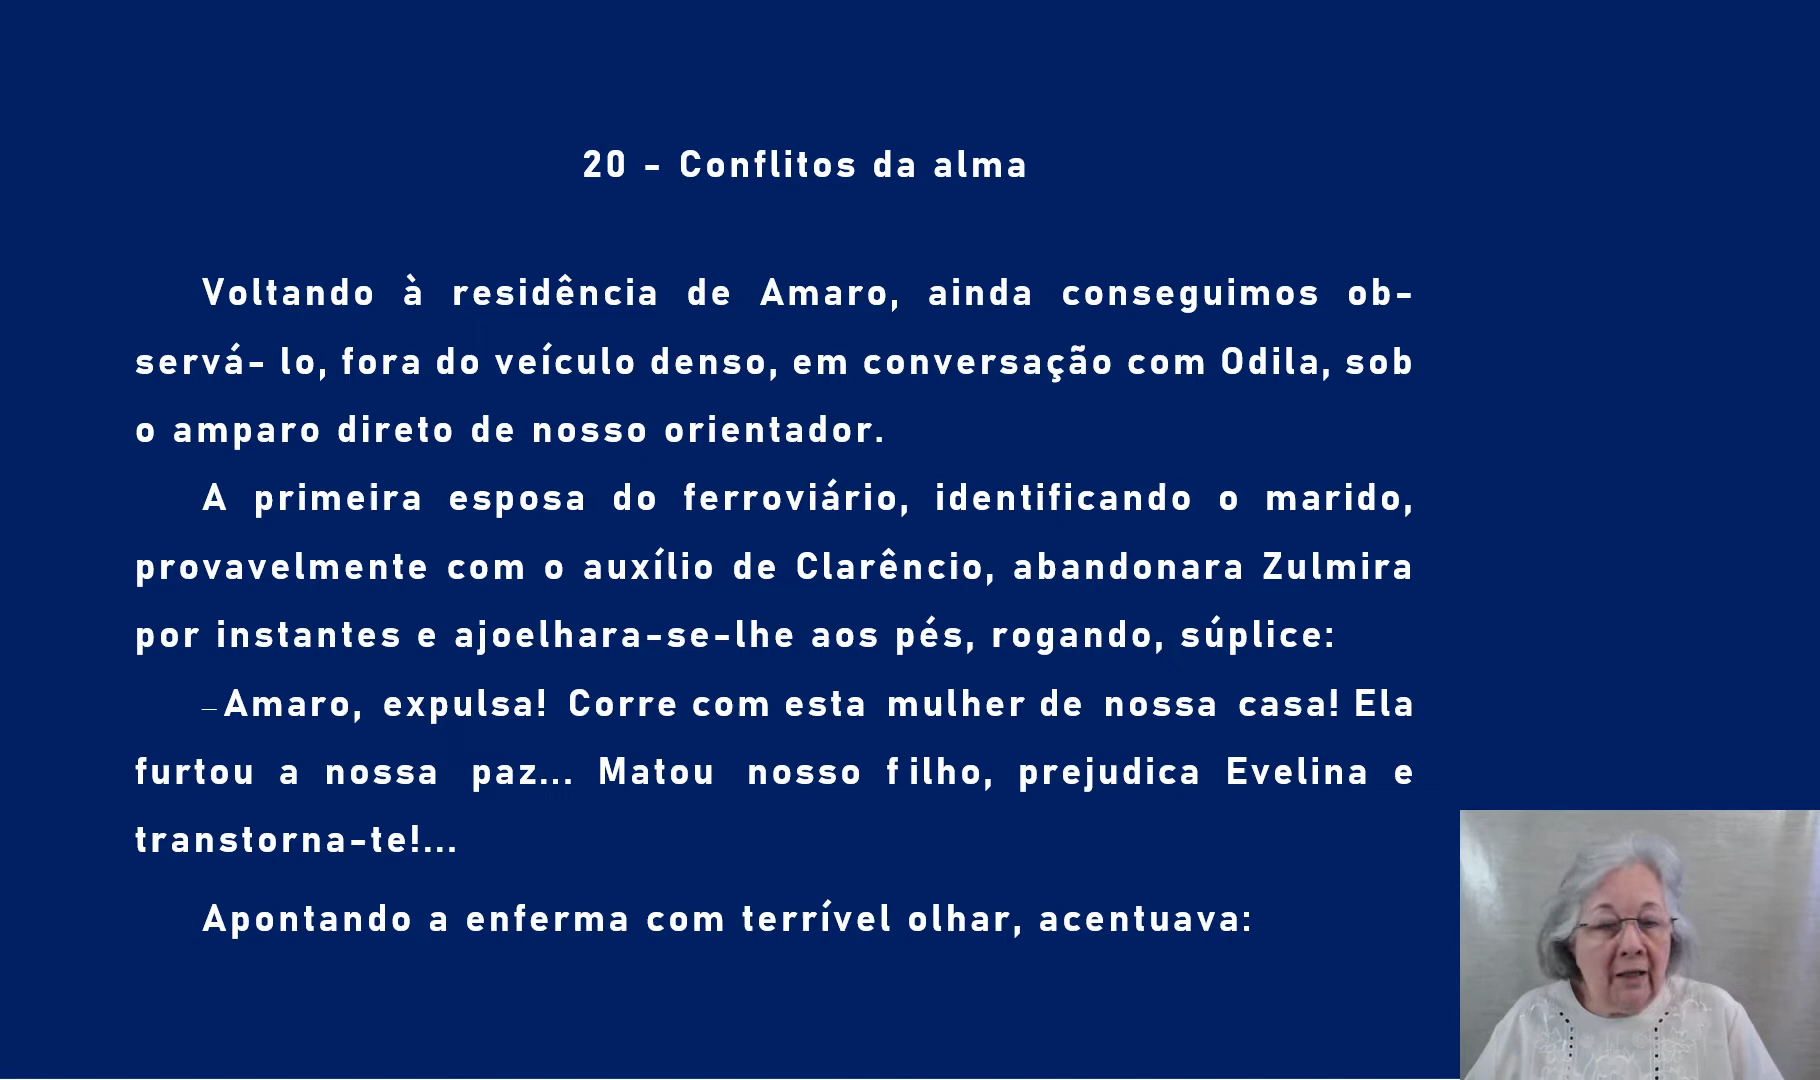 20 - Conflitos da alma
Voltando à residência de Amaro, ainda conseguimos ob-
servá- lo, fora do veículo denso, em conversação com Odila, sob
o amparo direto de nosso orientador.
A primeira esposa do ferroviário, identificando o marido,
provavelmente com o auxílio de Clarêncio, abandonara Zulmira
por instantes e ajoelhara-se-lhe aos pés, rogando, súplice:
–Amaro, expulsa! Corre com esta mulher de nossa casa! Ela
furtou a nossa paz... Matou nosso filho, prejudica Evelina e
transtorna-te!...
Apontando a enferma com terrível olhar, acentuava: